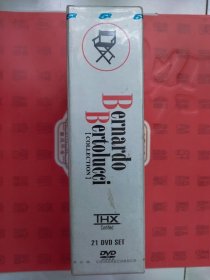 Bernardo
Bertolucci
[COLLECTION]
THX
21 DVD SET
DVD